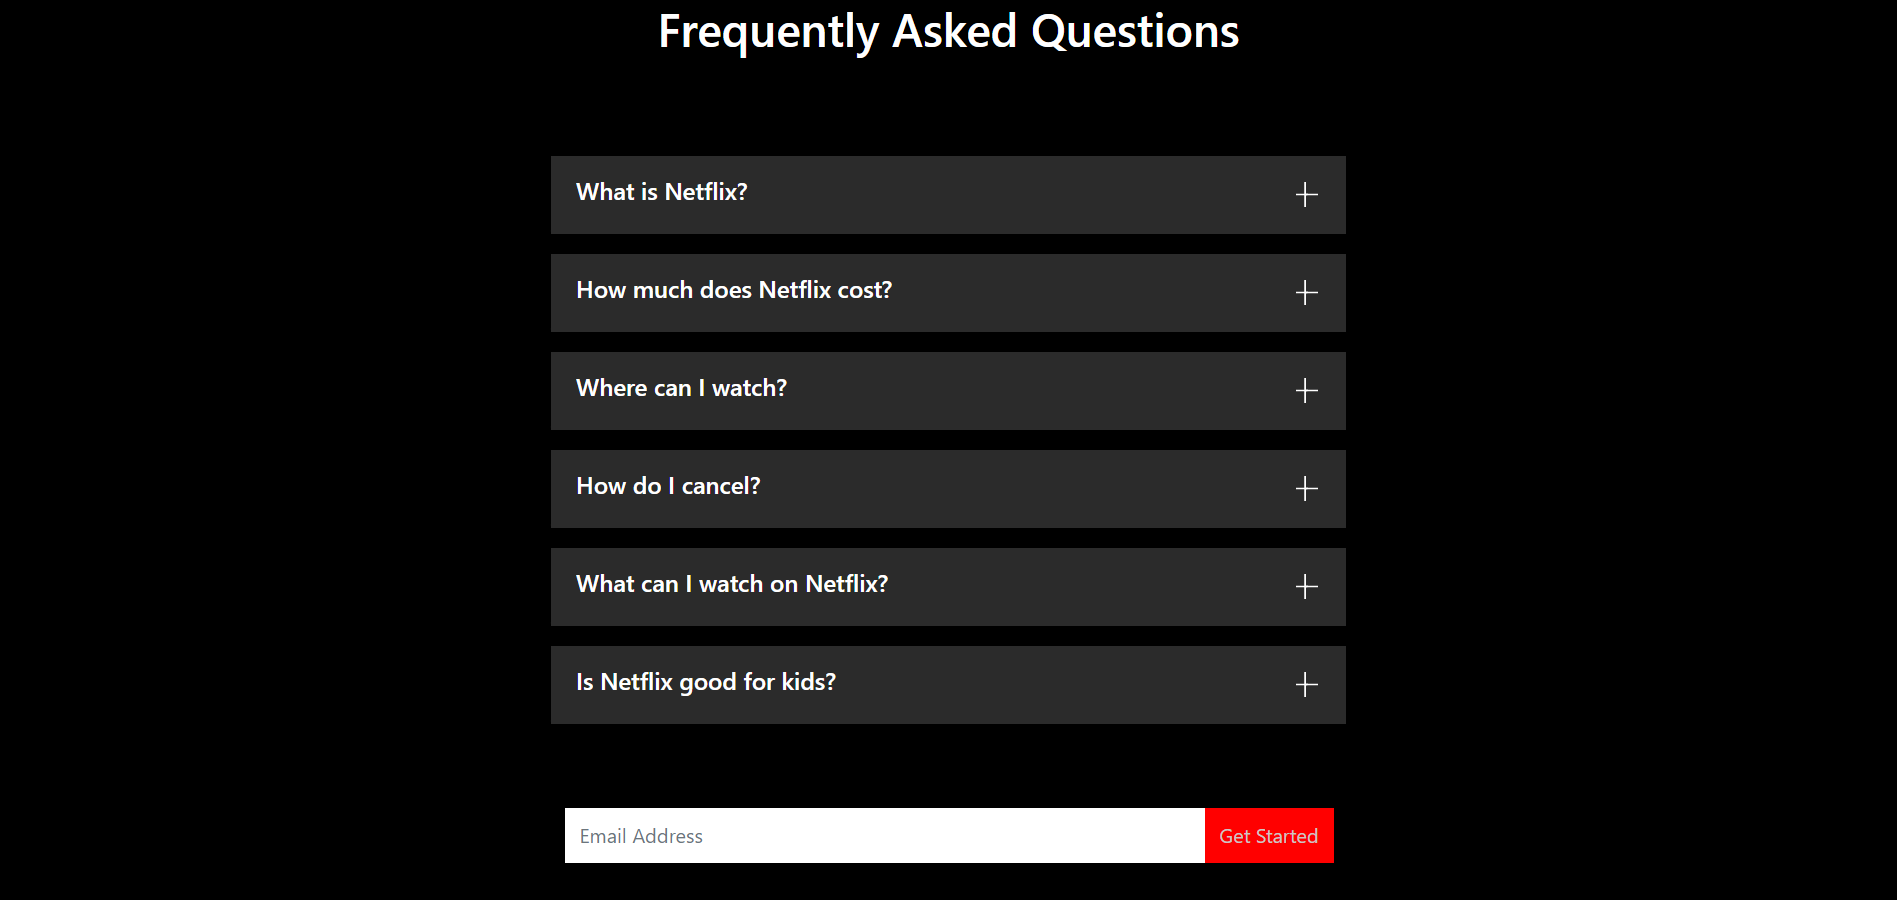 Frequently Asked Questions
What is Netflix?
How much does Netflix cost?
Where can I watch?
How do I cancel?
What can I watch on Netflix?
Is Netflix good for kids?
Email Address
Get Started